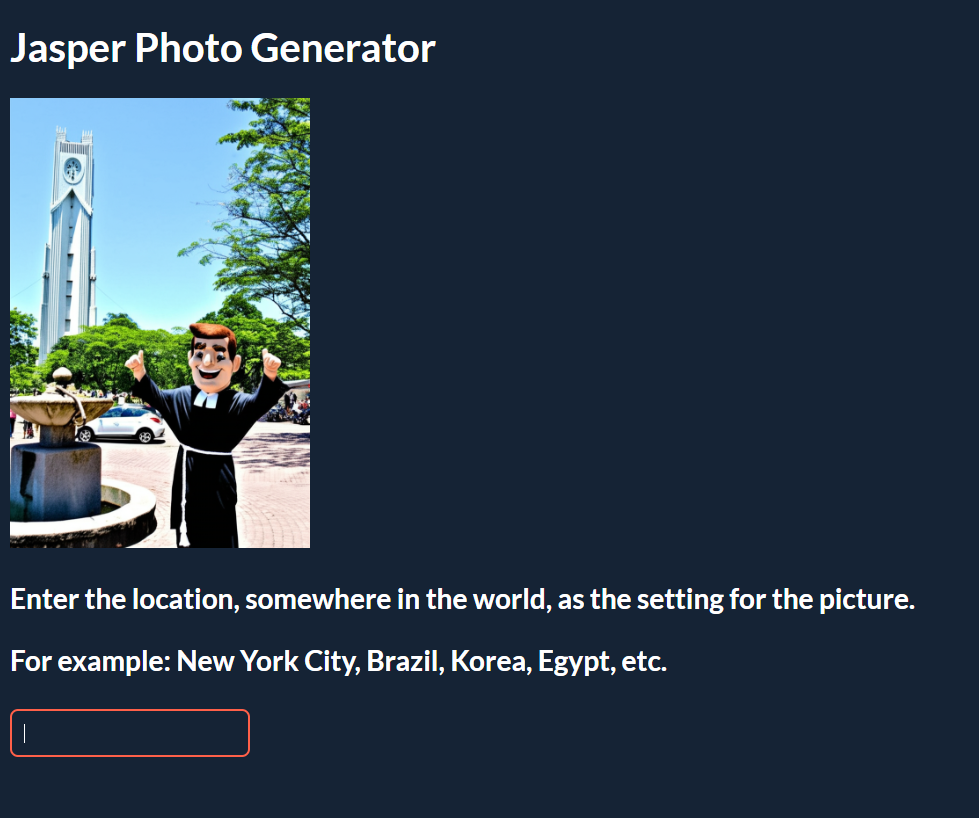 Jasper Photo Generator
Enter the location, somewhere in the world, as the setting for the picture.
For example: New York City, Brazil, Korea, Egypt, etc.